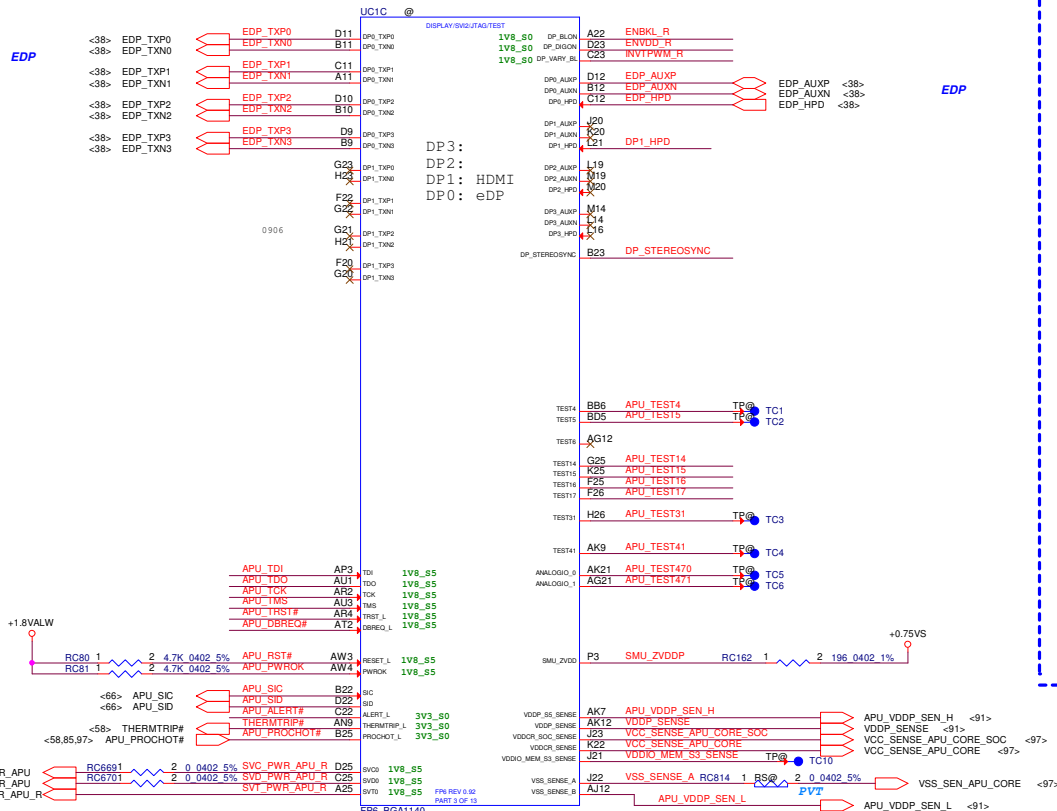 UC1C @
DISPLAY/SVI2/JTAG/TEST
EDP
<38> EDP_TXP0 EDP_TXP0 D11 DP0_TXP0
<38> EDP_TXN0 EDP_TXN0 B11 DP0_TXN0
<38> EDP_TXP1 EDP_TXP1 C11 DP0_TXP1
<38> EDP_TXN1 EDP_TXN1 A11 DP0_TXN1
<38> EDP_TXP2 EDP_TXP2 D10 DP0_TXP2
<38> EDP_TXN2 EDP_TXN2 B10 DP0_TXN2
<38> EDP_TXP3 EDP_TXP3 D9 DP0_TXP3
<38> EDP_TXN3 EDP_TXN3 B9 DP0_TXN3
G23 DP1_TXP0
H23 DP1_TXN0
F22 DP1_TXP1
G22 DP1_TXN1
0906
G21 DP1_TXP2
H21 DP1_TXN2
F20 DP1_TXP3
G20 DP1_TXN3
DP3:
DP2:
DP1: HDMI
DP0: eDP
1V8_S0 DP_BLON A22 ENBKL_R
1V8_S0 DP_DIGON D23 ENVDD_R
1V8_S0 DP_VARY_BL C23 INVTPWM_R
DP0_AUXP D12 EDP_AUXP EDP_AUXP <38>
DP0_AUXN B12 EDP_AUXN EDP_AUXN <38>
DP0_HPD C12 EDP_HPD EDP_HPD <38>
EDP
DP1_AUXP J20
DP1_AUXN K20
DP1_HPD L21 DP1_HPD
DP2_AUXP L19
DP2_AUXN M19
DP2_HPD M20
DP3_AUXP M14
DP3_AUXN L14
DP3_HPD L16
DP_STEREOSYNC B23 DP_STEREOSYNC
TEST4 BB6 APU_TEST4 TP@ TC1
TEST5 BD5 APU_TEST5 TP@ TC2
TEST6 AG12
TEST14 G25 APU_TEST14
TEST15 K25 APU_TEST15
TEST16 F25 APU_TEST16
TEST17 F26 APU_TEST17
TEST31 H26 APU_TEST31 TP@ TC3
TEST41 AK9 APU_TEST41 TP@ TC4
ANALOGIO_0 AK21 APU_TEST470 TP@ TC5
ANALOGIO_1 AG21 APU_TEST471 TP@ TC6
APU_TDI AP3 TDI 1V8_S5
APU_TDO AU1 TDO 1V8_S5
APU_TCK AR2 TCK 1V8_S5
APU_TMS AU3 TMS 1V8_S5
APU_TRST# AR4 TRST_L 1V8_S5
APU_DBREQ# AT2 DBREQ_L 1V8_S5
+1.8VALW
RC80 1 2 4.7K_0402_5% APU_RST# AW3 RESET_L 1V8_S5
RC81 1 2 4.7K_0402_5% APU_PWROK AW4 PWROK 1V8_S5
+0.75VS
SMU_ZVDD P3 SMU_ZVDDP RC162 1 2 196_0402_1%
<66> APU_SIC APU_SIC B22 SIC
<66> APU_SID APU_SID D22 SID
APU_ALERT# C22 ALERT_L 3V3_S0
<58> THERMTRIP# THERMTRIP# AN9 THERMTRIP_L 3V3_S0
<58,85,97> APU_PROCHOT# APU_PROCHOT# B25 PROCHOT_L 3V3_S0
VDDP_S5_SENSE AK7 APU_VDDP_SEN_H APU_VDDP_SEN_H <91>
VDDP_SENSE AK12 VDDP_SENSE VDDP_SENSE <91>
VDDCR_SOC_SENSE J23 VCC_SENSE_APU_CORE_SOC VCC_SENSE_APU_CORE_SOC <97>
VDDCR_SENSE K22 VCC_SENSE_APU_CORE VCC_SENSE_APU_CORE <97>
VDDIO_MEM_S3_SENSE J21 VDDIO_MEM_S3_SENSE TP@ TC10
R_APU RC669 1 2 0_0402_5% SVC_PWR_APU_R D25 SVC0 1V8_S5
R_APU RC670 1 2 0_0402_5% SVD_PWR_APU_R C25 SVD0 1V8_S5
R_APU_R SVT_PWR_APU_R A25 SVT0 1V8_S5
VSS_SENSE_A J22 VSS_SENSE_A RC814 1 RS@ 2 0_0402_5% VSS_SEN_APU_CORE <97>
PVT
VSS_SENSE_B AJ12 APU_VDDP_SEN_L APU_VDDP_SEN_L <91>
FP6 REV 0.92
PART 3 OF 13
FP6_BGA1140